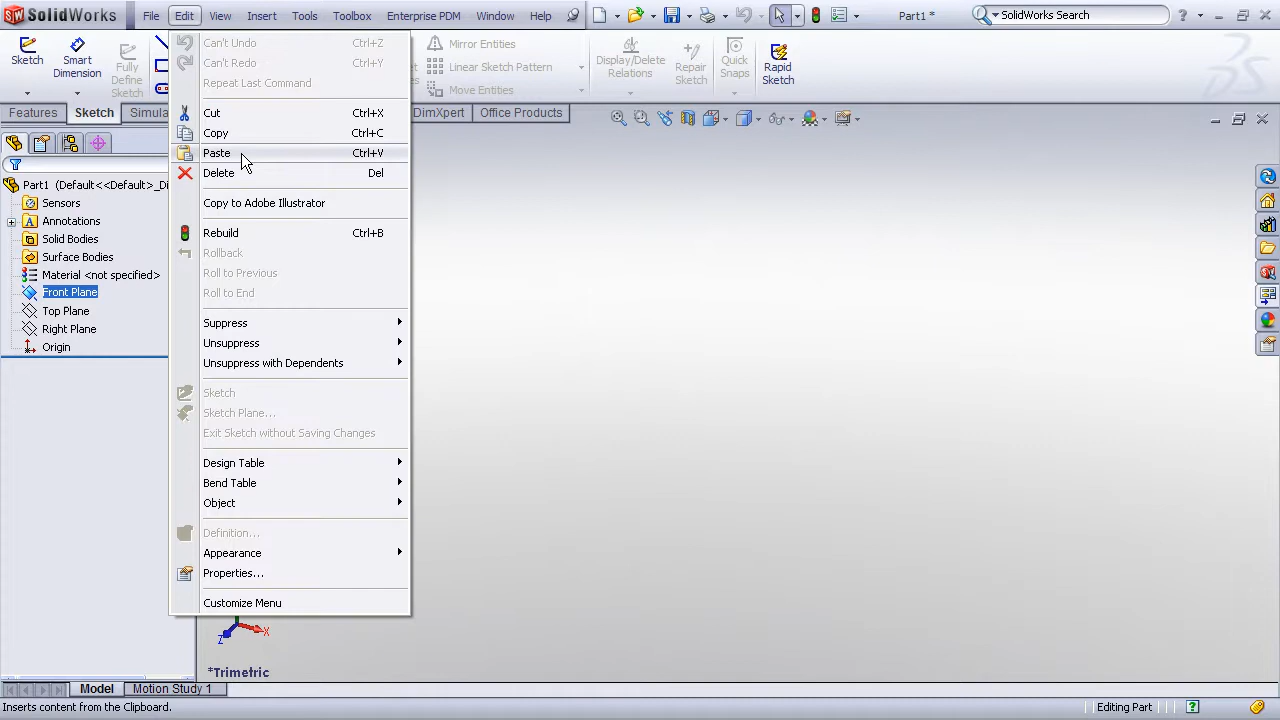 SolidWorks File Edit View Insert Tools Toolbox Enterprise PDM Window Help Part1 * SolidWorks Search ?
Sketch
Smart Dimension
Fully Define Sketch
Mirror Entities
Linear Sketch Pattern
Move Entities
Display/Delete Relations
Repair Sketch
Quick Snaps
Rapid Sketch
Features Sketch Simula DimXpert Office Products
Can't Undo Ctrl+Z
Can't Redo Ctrl+Y
Repeat Last Command
Cut Ctrl+X
Copy Ctrl+C
Paste Ctrl+V
Delete Del
Copy to Adobe Illustrator
Rebuild Ctrl+B
Rollback
Roll to Previous
Roll to End
Suppress
Unsuppress
Unsuppress with Dependents
Sketch
Sketch Plane...
Exit Sketch without Saving Changes
Design Table
Bend Table
Object
Definition...
Appearance
Properties...
Customize Menu
Part1 (Default<<Default>_Di
Sensors
Annotations
Solid Bodies
Surface Bodies
Material <not specified>
Front Plane
Top Plane
Right Plane
Origin
Z X
*Trimetric
Model Motion Study 1
Inserts content from the Clipboard. Editing Part ?